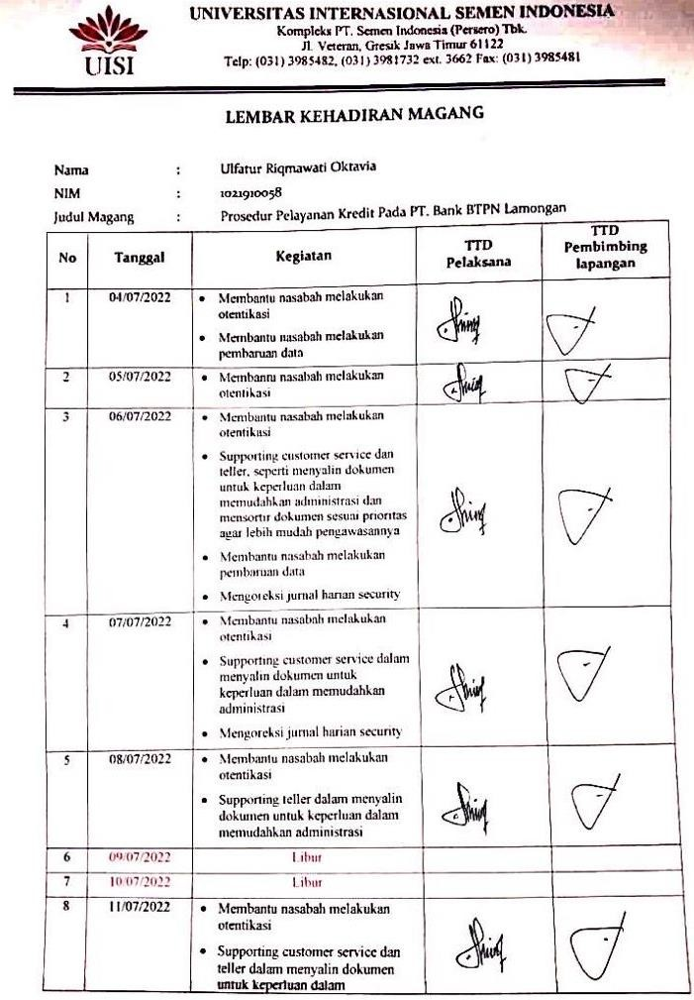 UISI
UNIVERSITAS INTERNASIONAL SEMEN INDONESIA
Kompleks PT. Semen Indonesia (Persero) Tbk.
Jl. Veteran, Gresik Jawa Timur 61122
Telp: (031) 3985482, (031) 3981732 ext. 3662 Fax: (031) 3985481
LEMBAR KEHADIRAN MAGANG
Nama : Ulfatur Riqmawati Oktavia
NIM : 1021910058
Judul Magang : Prosedur Pelayanan Kredit Pada PT. Bank BTPN Lamongan
No Tanggal Kegiatan TTD Pelaksana TTD Pembimbing lapangan
1 04/07/2022 • Membantu nasabah melakukan
otentikasi
• Membantu nasabah melakukan
pembaruan data
2 05/07/2022 • Membantu nasabah melakukan
otentikasi
3 06/07/2022 • Membantu nasabah melakukan
otentikasi
• Supporting customer service dan
teller, seperti menyalin dokumen
untuk keperluan dalam
memudahkan administrasi dan
mensortir dokumen sesuai prioritas
agar lebih mudah pengawasannya
• Membantu nasabah melakukan
pembaruan data
• Mengoreksi jurnal harian security
4 07/07/2022 • Membantu nasabah melakukan
otentikasi
• Supporting customer service dalam
menyalin dokumen untuk
keperluan dalam memudahkan
administrasi
• Mengoreksi jurnal harian security
5 08/07/2022 • Membantu nasabah melakukan
otentikasi
• Supporting teller dalam menyalin
dokumen untuk keperluan dalam
memudahkan administrasi
6 09/07/2022 Libur
7 10/07/2022 Libur
8 11/07/2022 • Membantu nasabah melakukan
otentikasi
• Supporting customer service dan
teller dalam menyalin dokumen
untuk keperluan dalam